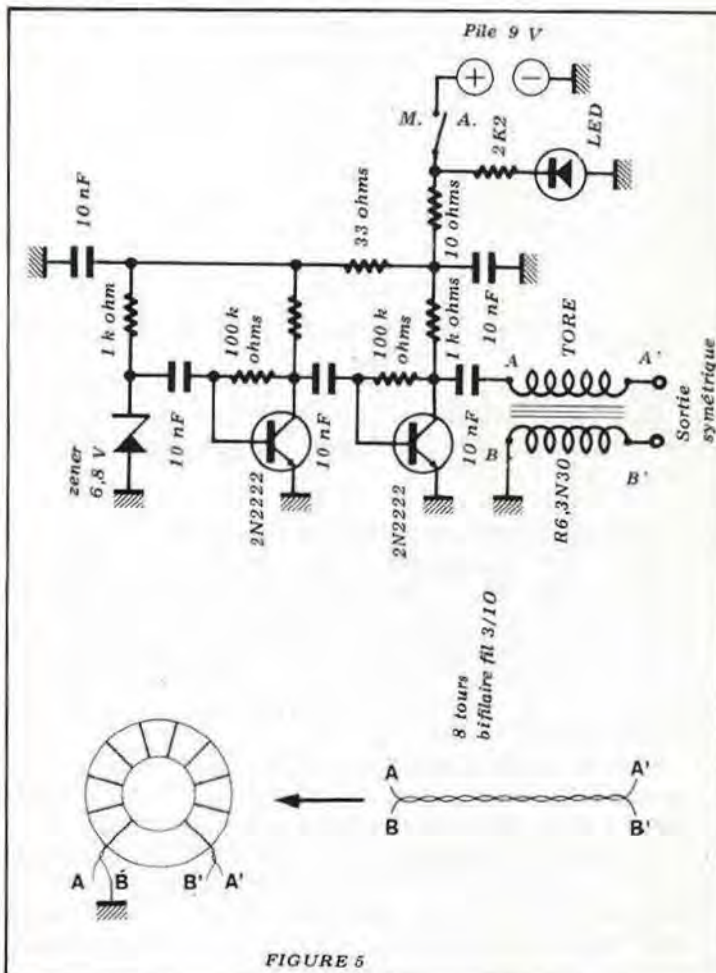 Pile 9 V
M.
A.
2K2
LED
10 nF
33 ohms
10 ohms
1 k ohm
100 k
ohms
100 k
ohms
1 k ohms
10 nF
A
TORE
A'
zener
6,8 V
10 nF
2N2222
10 nF
2N2222
10 nF
B
R6,3N30
B'
Sortie
symétrique
8 tours
bifilaire fil 3/10
A
B
A'
B'
A
B
B'
A'
FIGURE 5